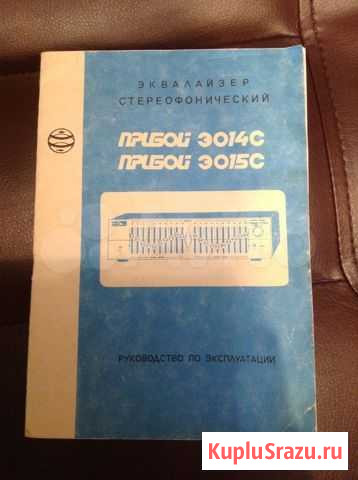 ЭКВАЛАЙЗЕР
СТЕРЕОФОНИЧЕСКИЙ
ПРИБОЙ Э014С
ПРИБОЙ Э015С
РУКОВОДСТВО ПО ЭКСПЛУАТАЦИИ
KupluSrazu.ru